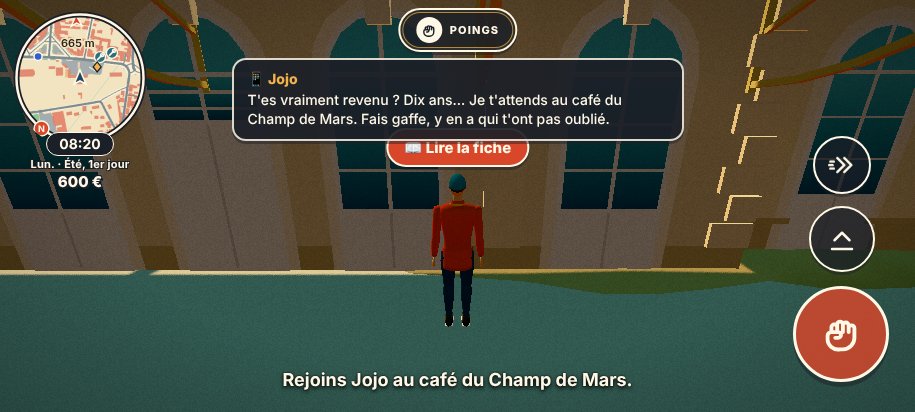 665 m
N
08:20
Lun. · Été, 1er jour
600 €
POINGS
Jojo
T'es vraiment revenu ? Dix ans... Je t'attends au café du
Champ de Mars. Fais gaffe, y en a qui t'ont pas oublié.
Lire la fiche
Rejoins Jojo au café du Champ de Mars.